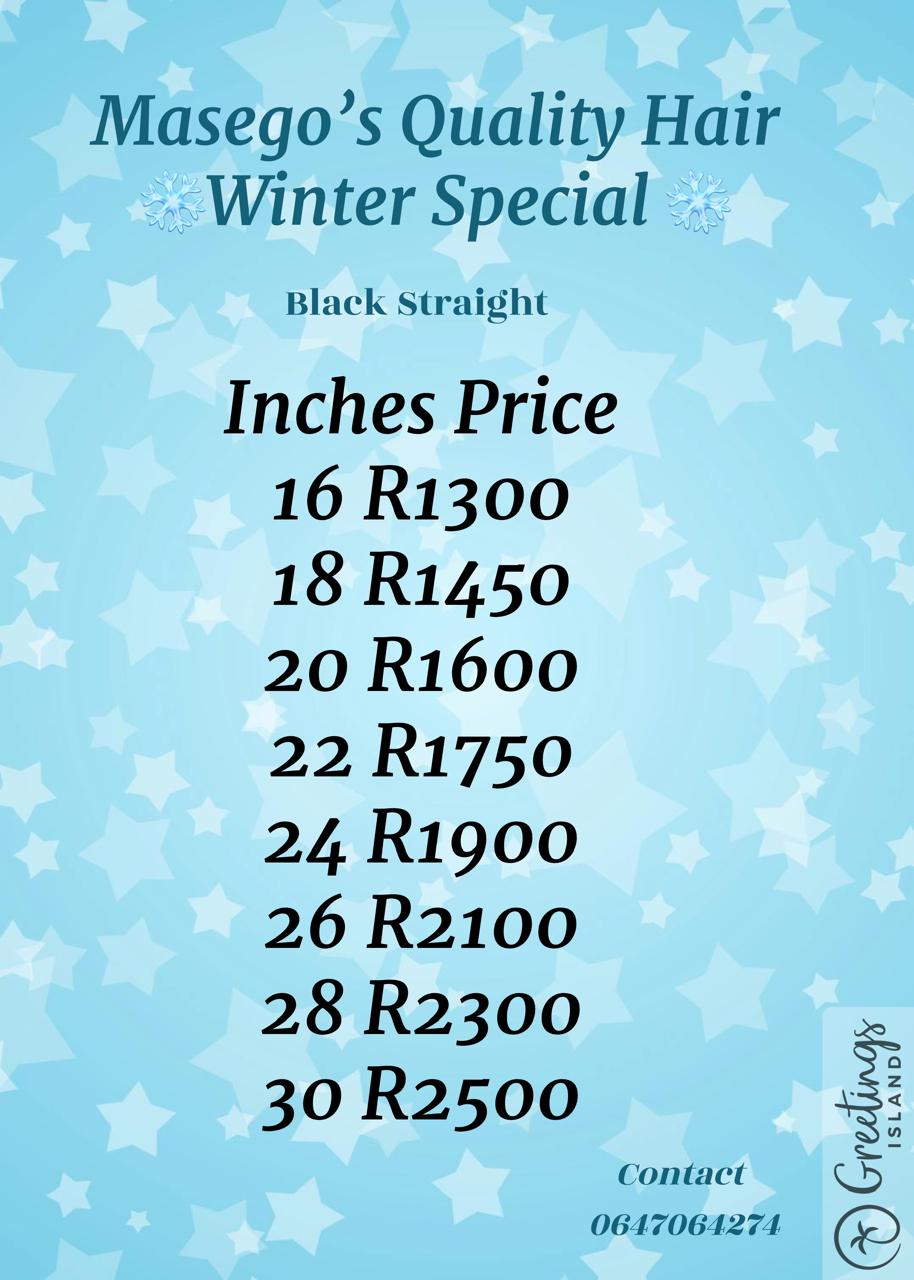 Masego’s Quality Hair
❄️Winter Special ❄️
Black Straight
Inches Price
16 R1300
18 R1450
20 R1600
22 R1750
24 R1900
26 R2100
28 R2300
30 R2500
Contact
0647064274
Greetings
ISLAND